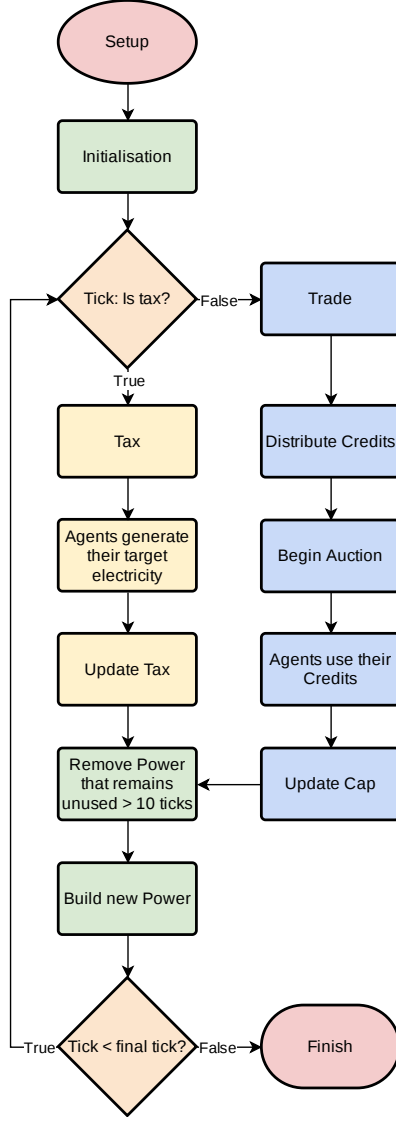 Setup
Initialisation
Tick: Is tax?
False
Trade
True
Tax
Distribute Credits
Agents generate
their target
electricity
Begin Auction
Update Tax
Agents use their
Credits
Remove Power
that remains
unused > 10 ticks
Update Cap
Build new Power
True
Tick < final tick?
False
Finish